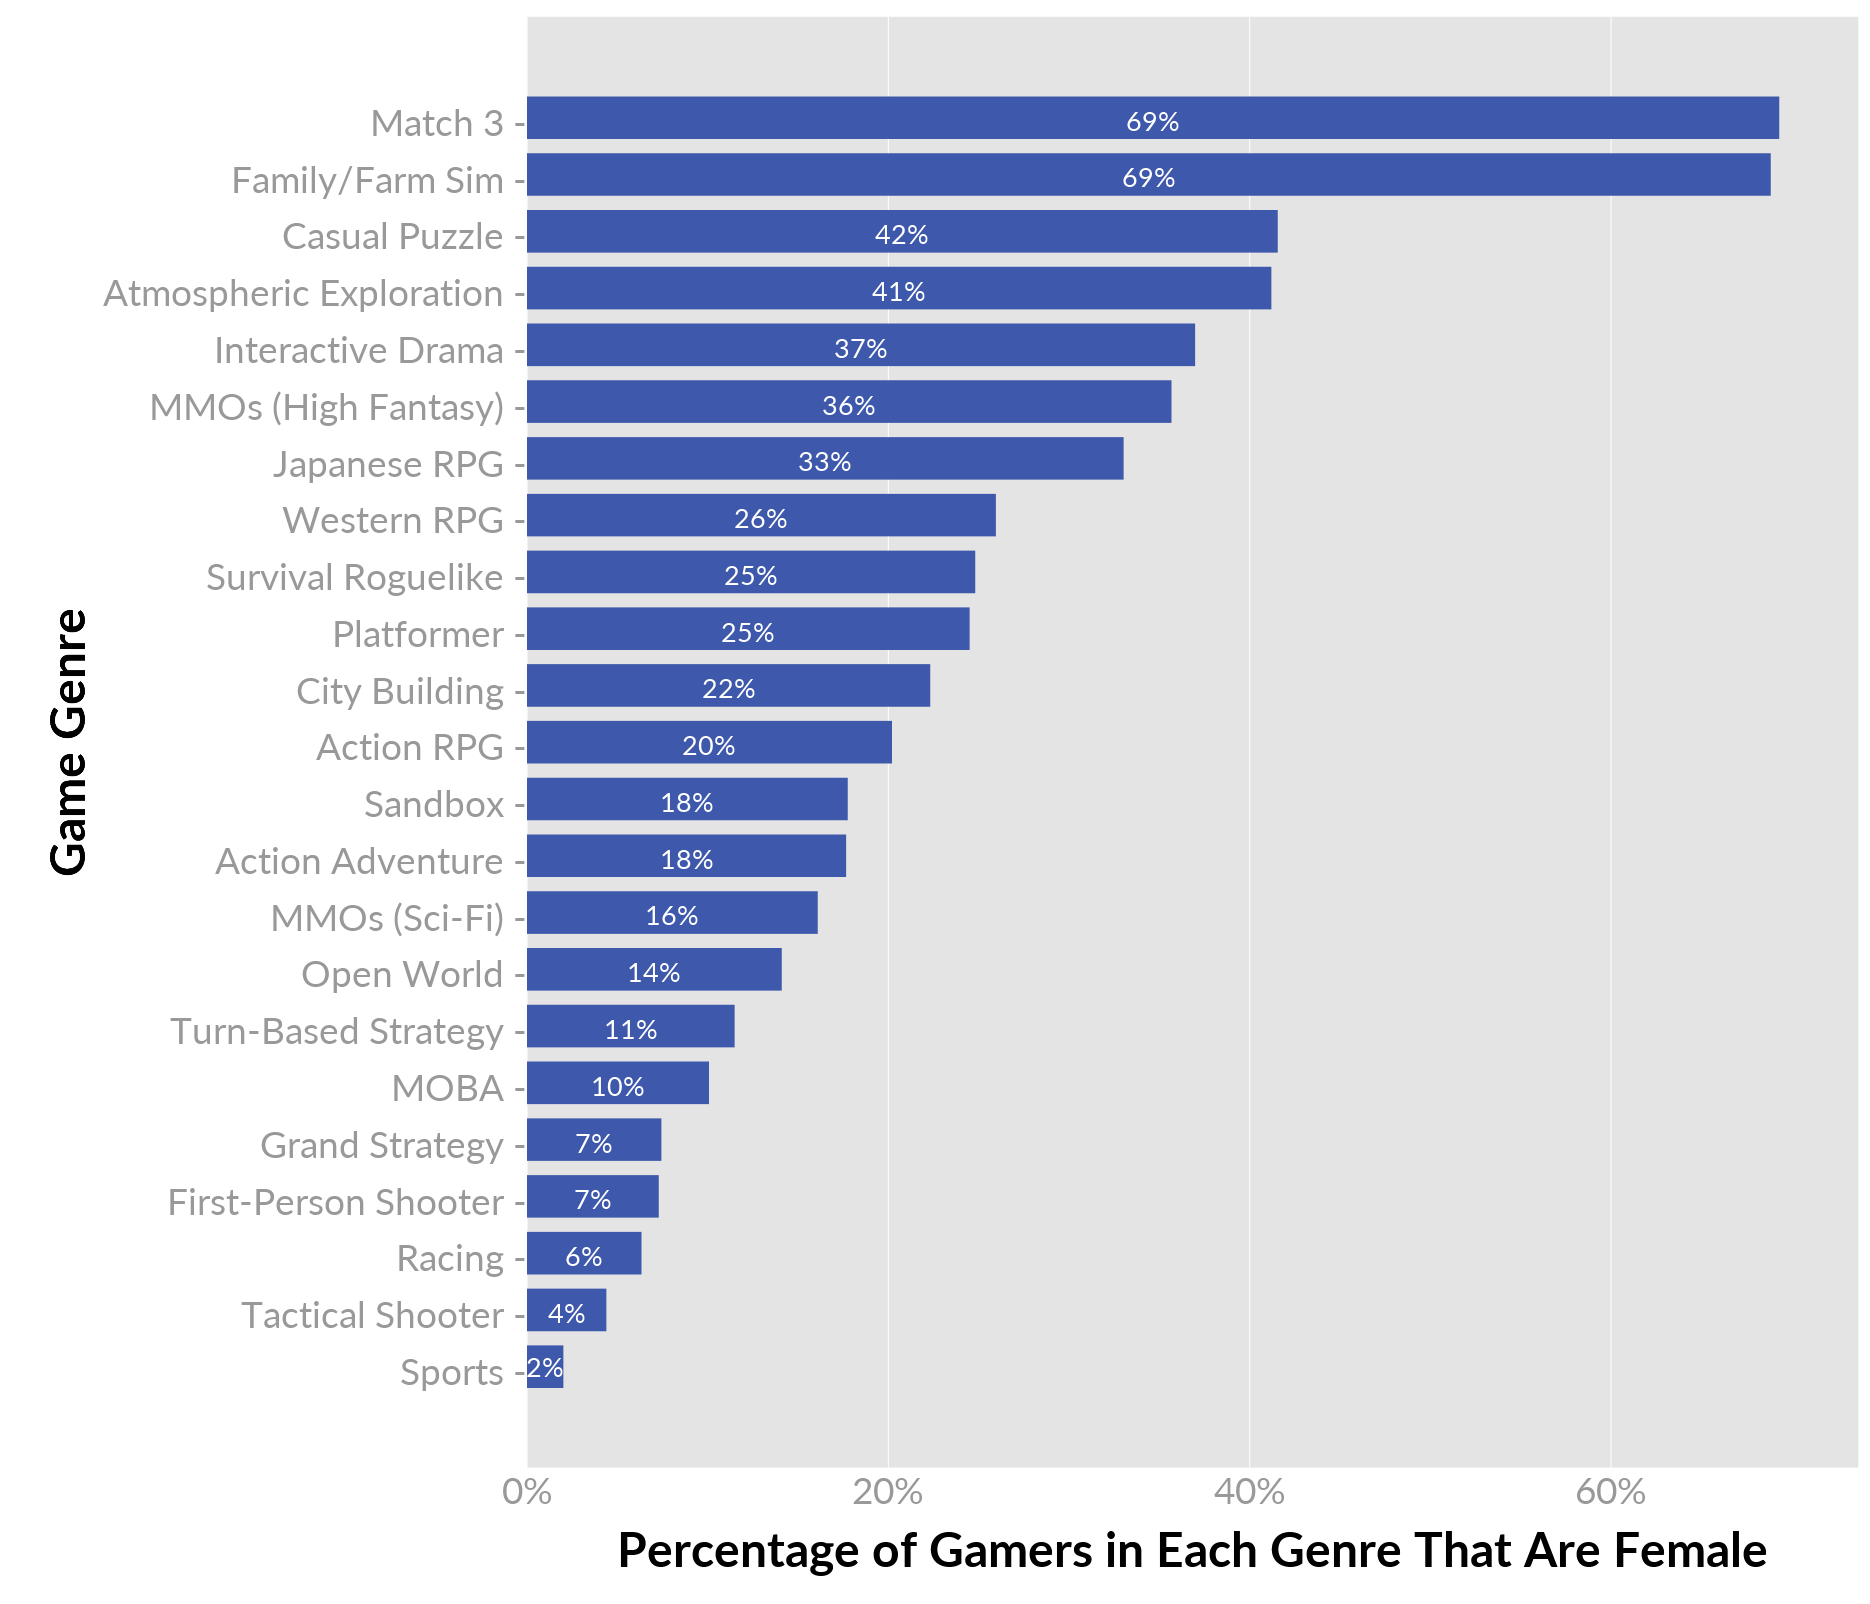 Match 3 69%
Family/Farm Sim 69%
Casual Puzzle 42%
Atmospheric Exploration 41%
Interactive Drama 37%
MMOs (High Fantasy) 36%
Japanese RPG 33%
Western RPG 26%
Survival Roguelike 25%
Platformer 25%
City Building 22%
Action RPG 20%
Sandbox 18%
Action Adventure 18%
MMOs (Sci-Fi) 16%
Open World 14%
Turn-Based Strategy 11%
MOBA 10%
Grand Strategy 7%
First-Person Shooter 7%
Racing 6%
Tactical Shooter 4%
Sports 2%
Game Genre
0% 20% 40% 60%
Percentage of Gamers in Each Genre That Are Female